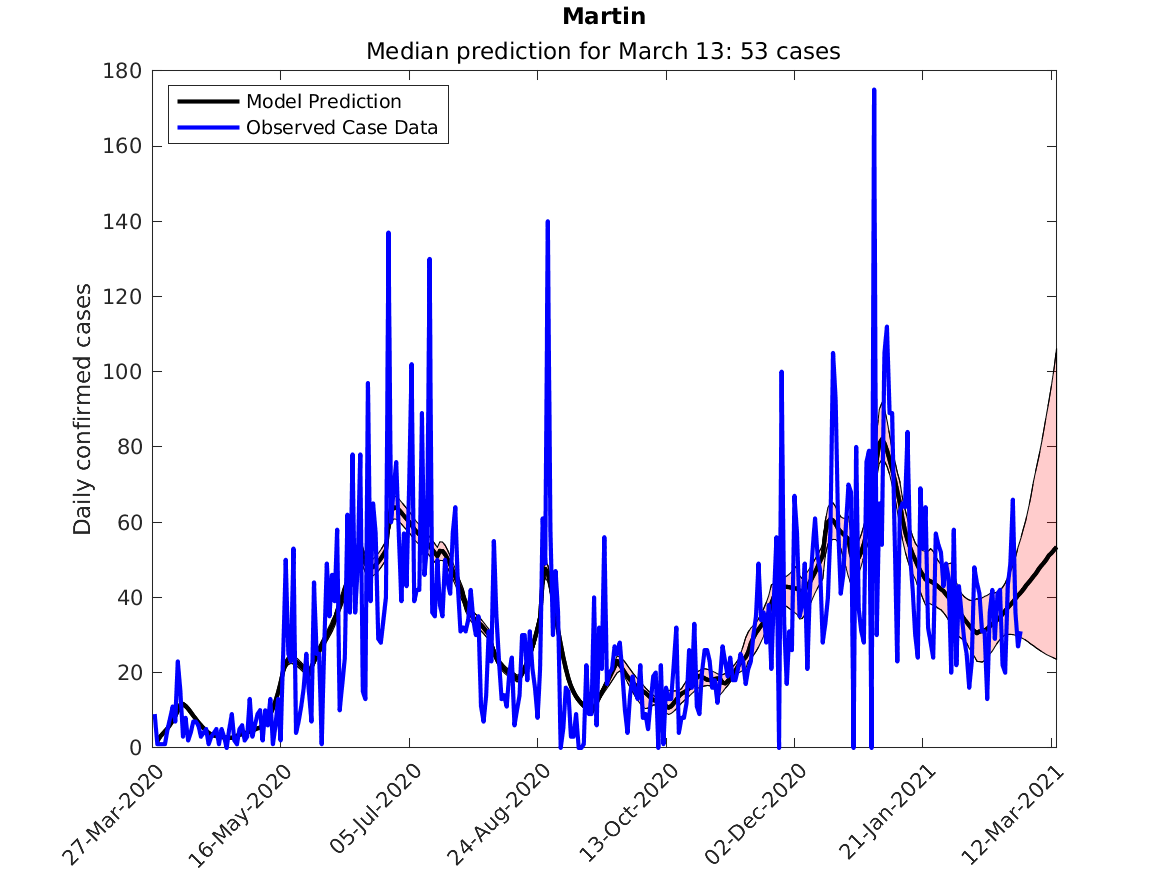 Martin
Median prediction for March 13: 53 cases
Model Prediction
Observed Case Data
Daily confirmed cases
180
160
140
120
100
80
60
40
20
0
27-Mar-2020
16-May-2020
05-Jul-2020
24-Aug-2020
13-Oct-2020
02-Dec-2020
21-Jan-2021
12-Mar-2021